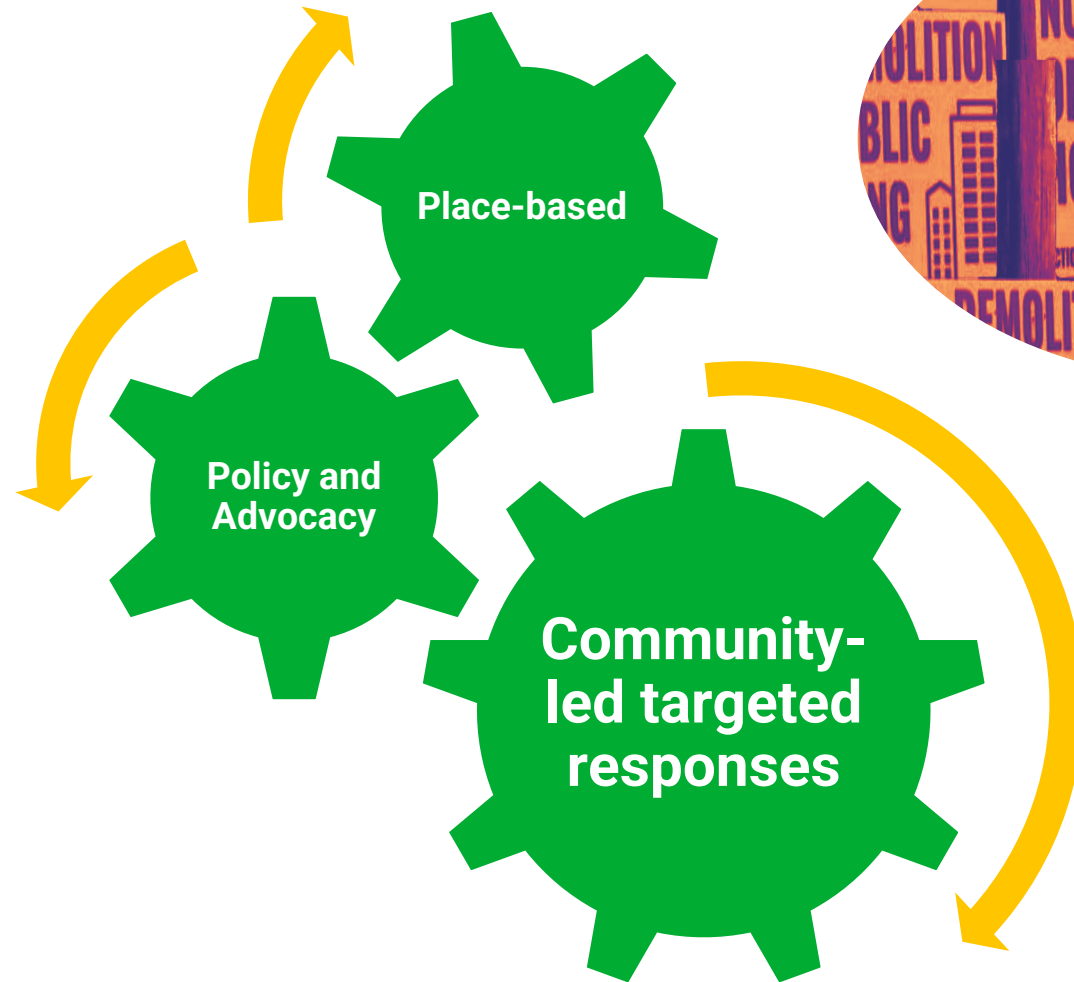 Place-based
Policy and
Advocacy
Community-
led targeted
responses